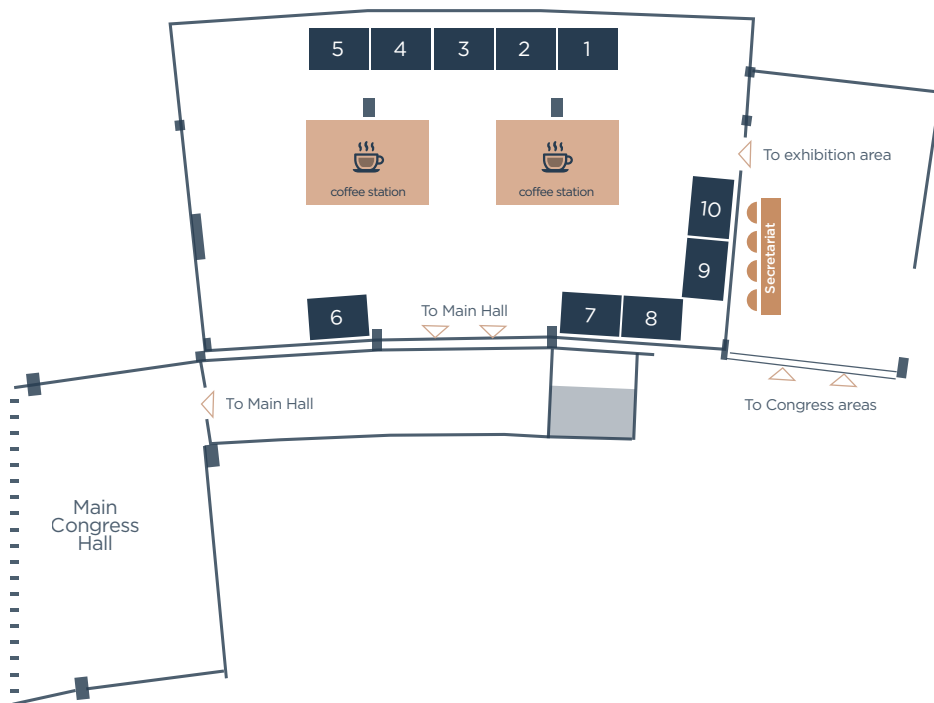 5 4 3 2 1
coffee station
coffee station
To exhibition area
10
Secretariat
9
6
To Main Hall
7
8
To Main Hall
To Congress areas
Main
Congress
Hall